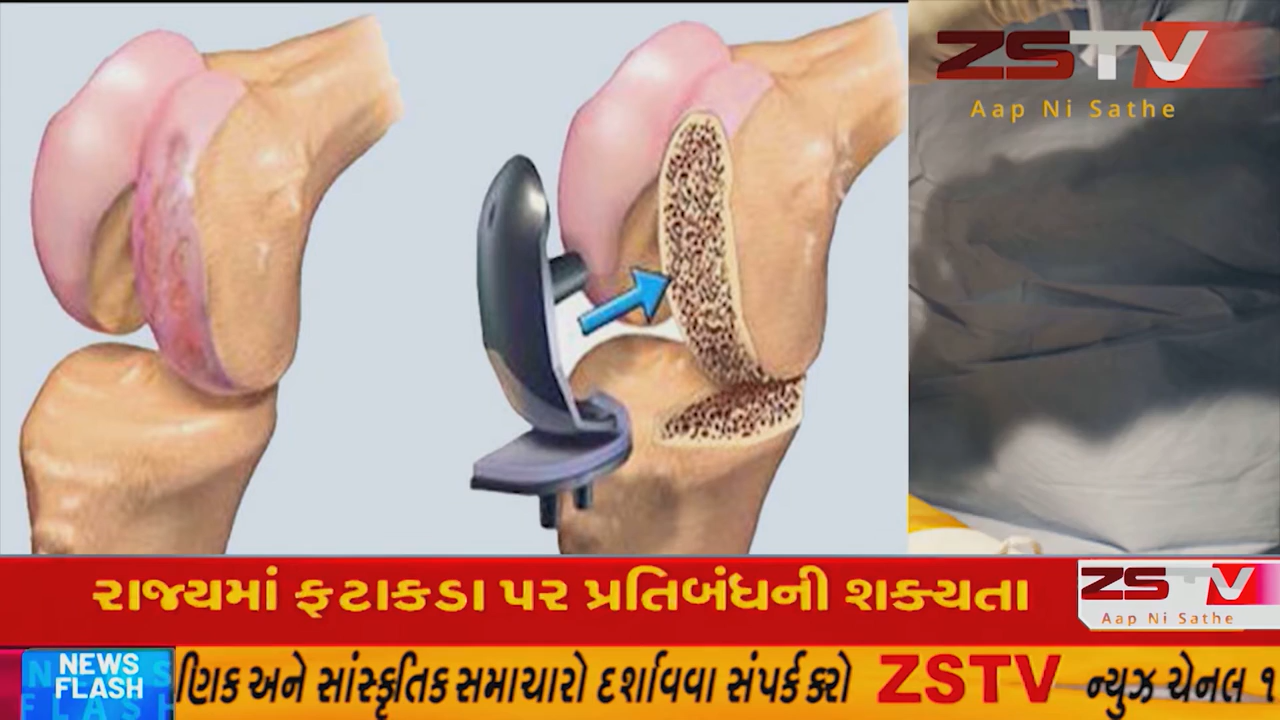 ZSTV
Aap Ni Sathe
રાજ્યમાં ફટાકડા પર પ્રતિબંધની શક્યતા
ZSTV
Aap Ni Sathe
NEWS
FLASH
ણિક અને સાંસ્કૃતિક સમાચારો દર્શાવવા સંપર્ક કરો ZSTV ન્યુઝ ચેનલ ૧